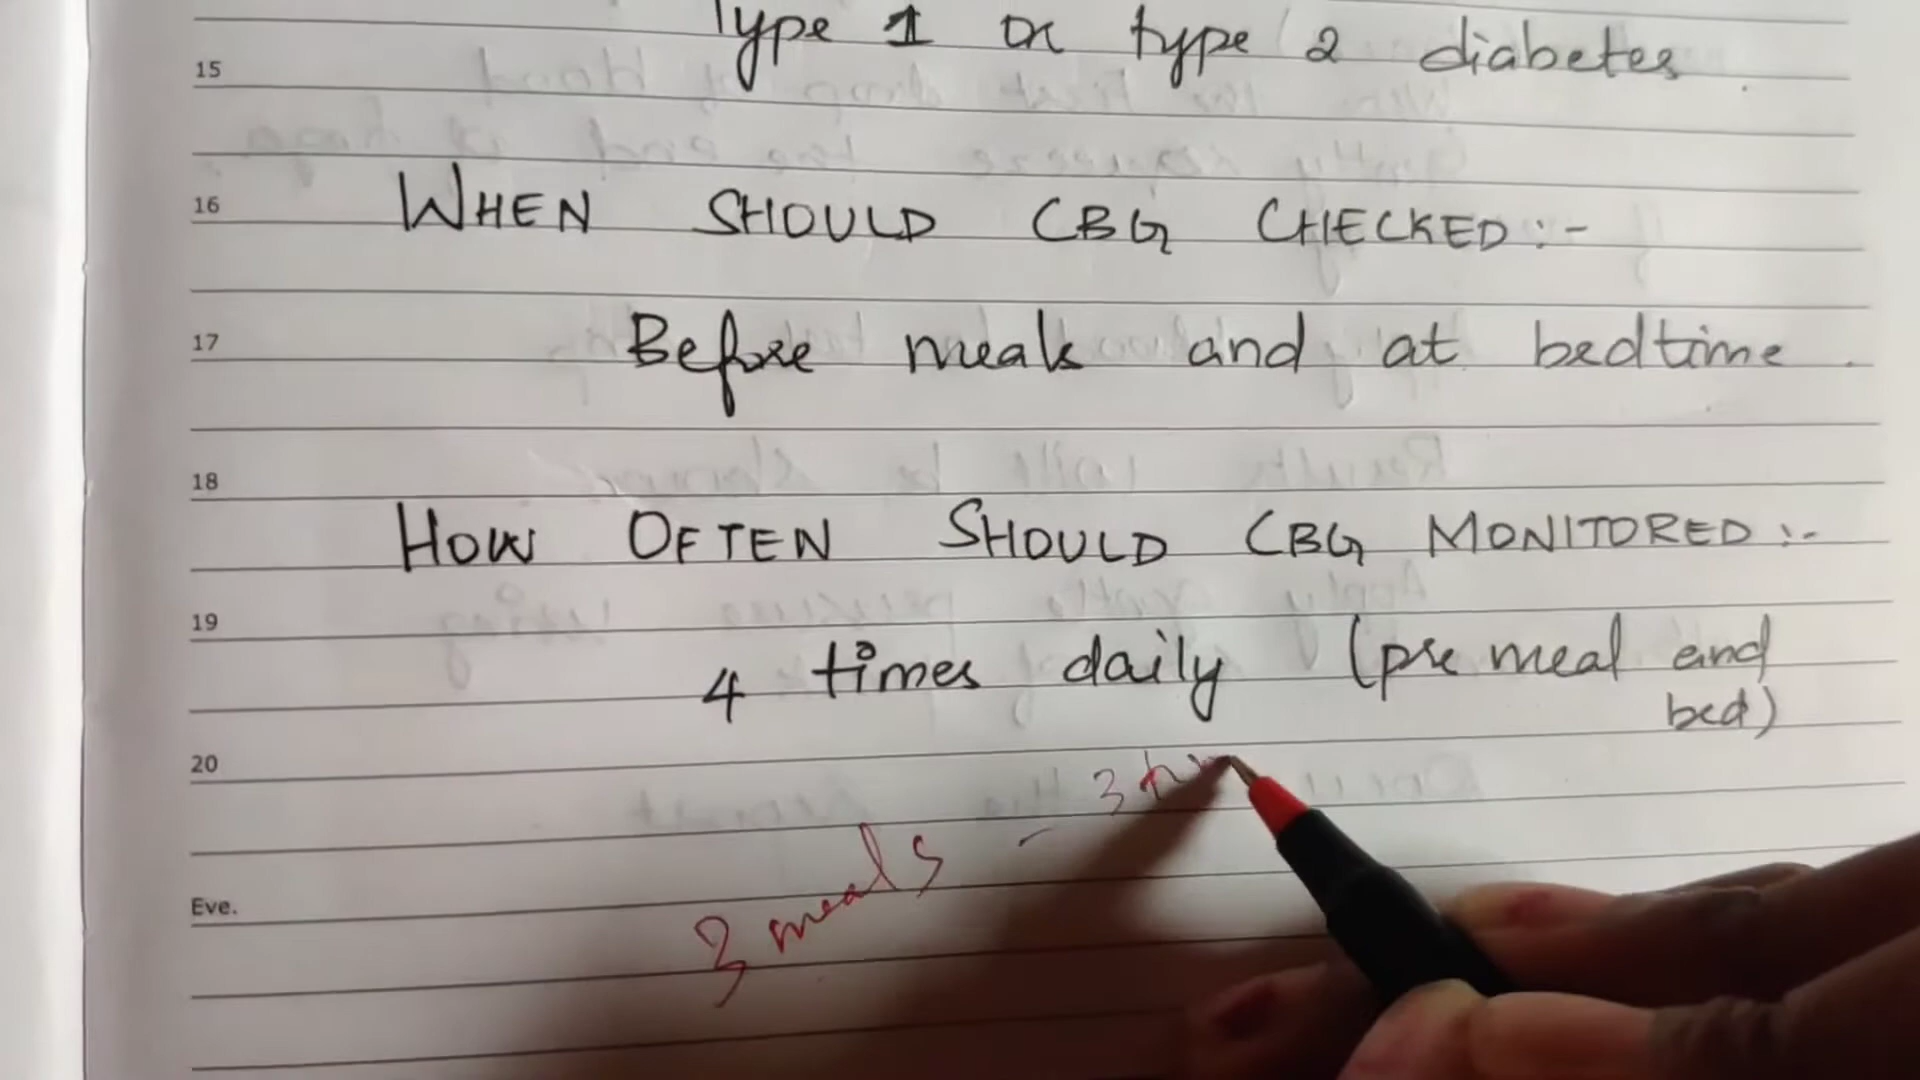 Type 1 or type 2 diabetes.
15
16 WHEN SHOULD CBG CHECKED:-
17 Before meals and at bedtime.
18
HOW OFTEN SHOULD CBG MONITORED:-
19
4 times daily (pre meal and
bed)
20
3 meals - 3
Eve.